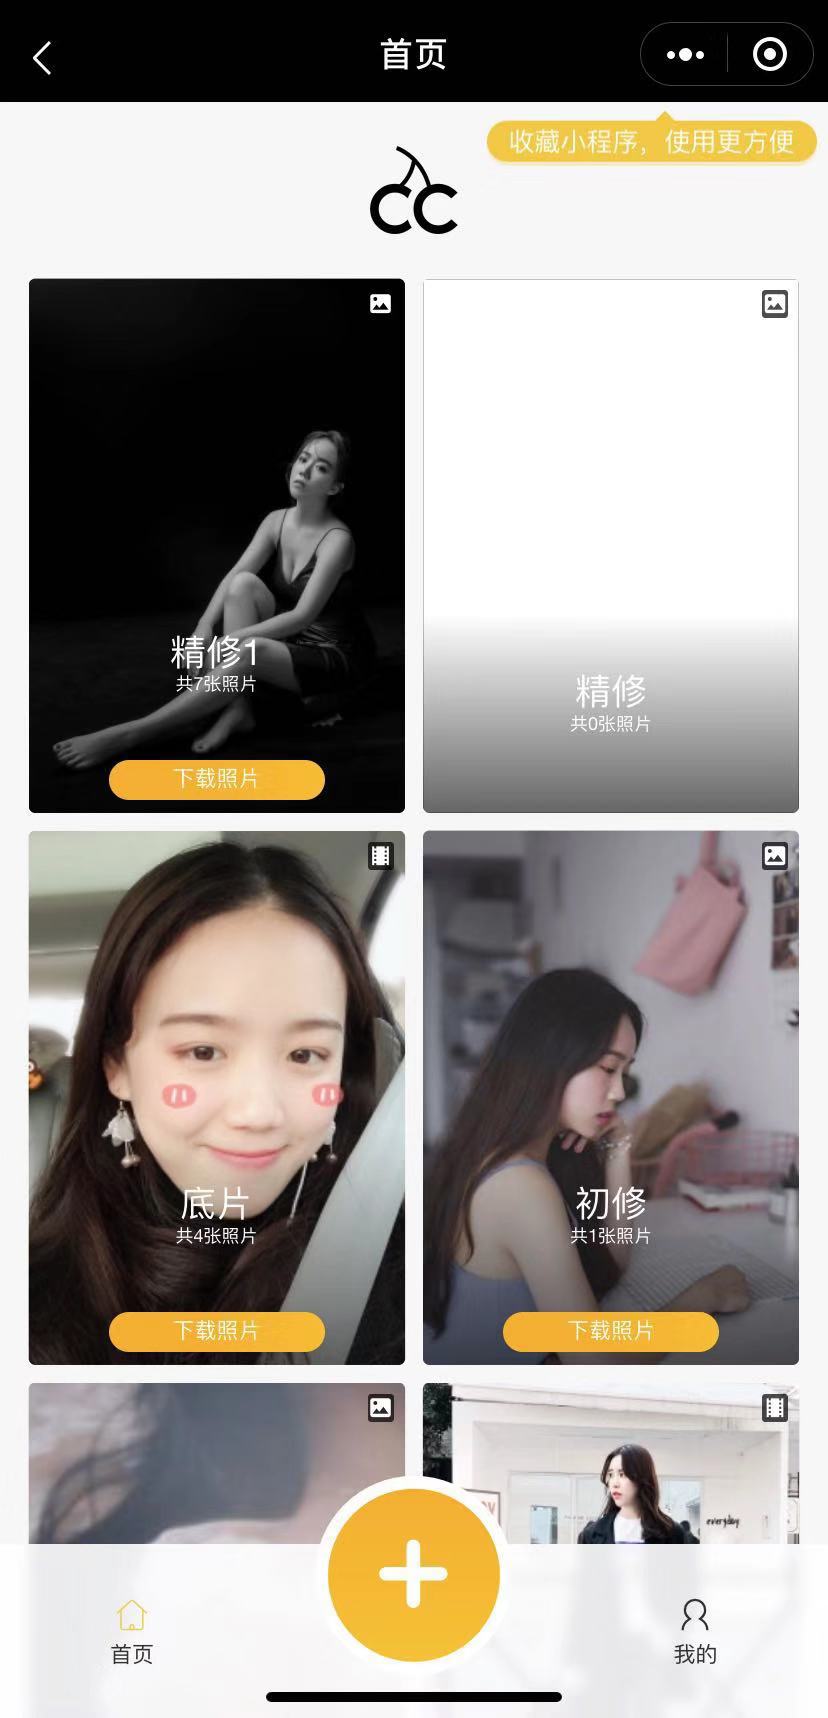 首页
收藏小程序，使用更方便
CC
精修1
共7张照片
下载照片
精修
共0张照片
底片
共4张照片
下载照片
初修
共1张照片
下载照片
everyday
首页
我的